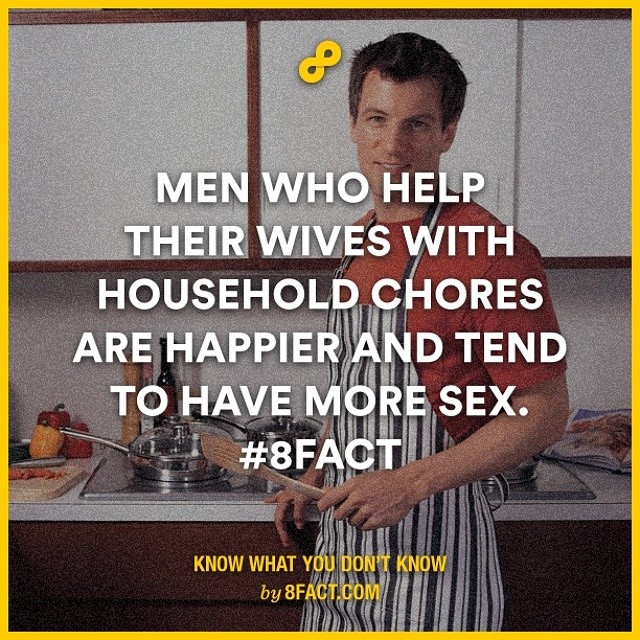 MEN WHO HELP
THEIR WIVES WITH
HOUSEHOLD CHORES
ARE HAPPIER AND TEND
TO HAVE MORE SEX.
#8FACT
KNOW WHAT YOU DON'T KNOW
by 8FACT.COM